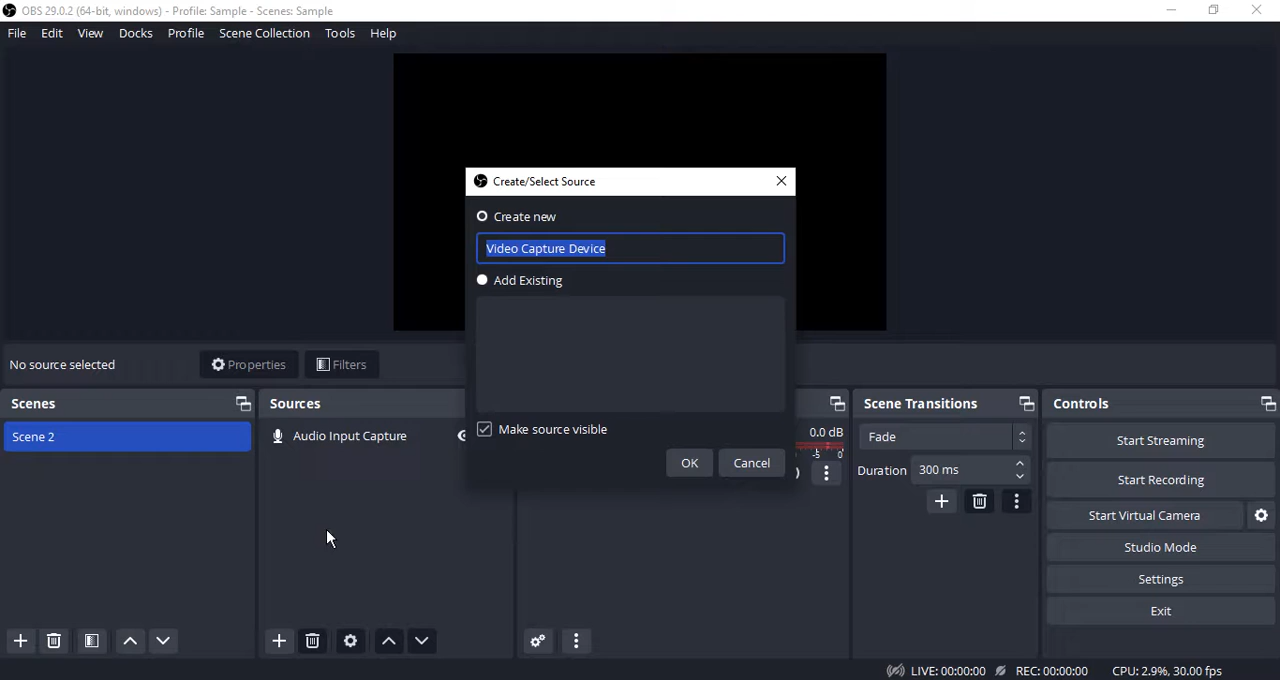 OBS 29.0.2 (64-bit, windows) - Profile: Sample - Scenes: Sample
File Edit View Docks Profile Scene Collection Tools Help
Create/Select Source
Create new
Video Capture Device
Add Existing
Make source visible
OK Cancel
No source selected Properties Filters
Scenes
Scene 2
Sources
Audio Input Capture
0.0 dB
-5 0
Scene Transitions
Fade
Duration 300 ms
Controls
Start Streaming
Start Recording
Start Virtual Camera
Studio Mode
Settings
Exit
LIVE: 00:00:00 REC: 00:00:00 CPU: 2.9%, 30.00 fps